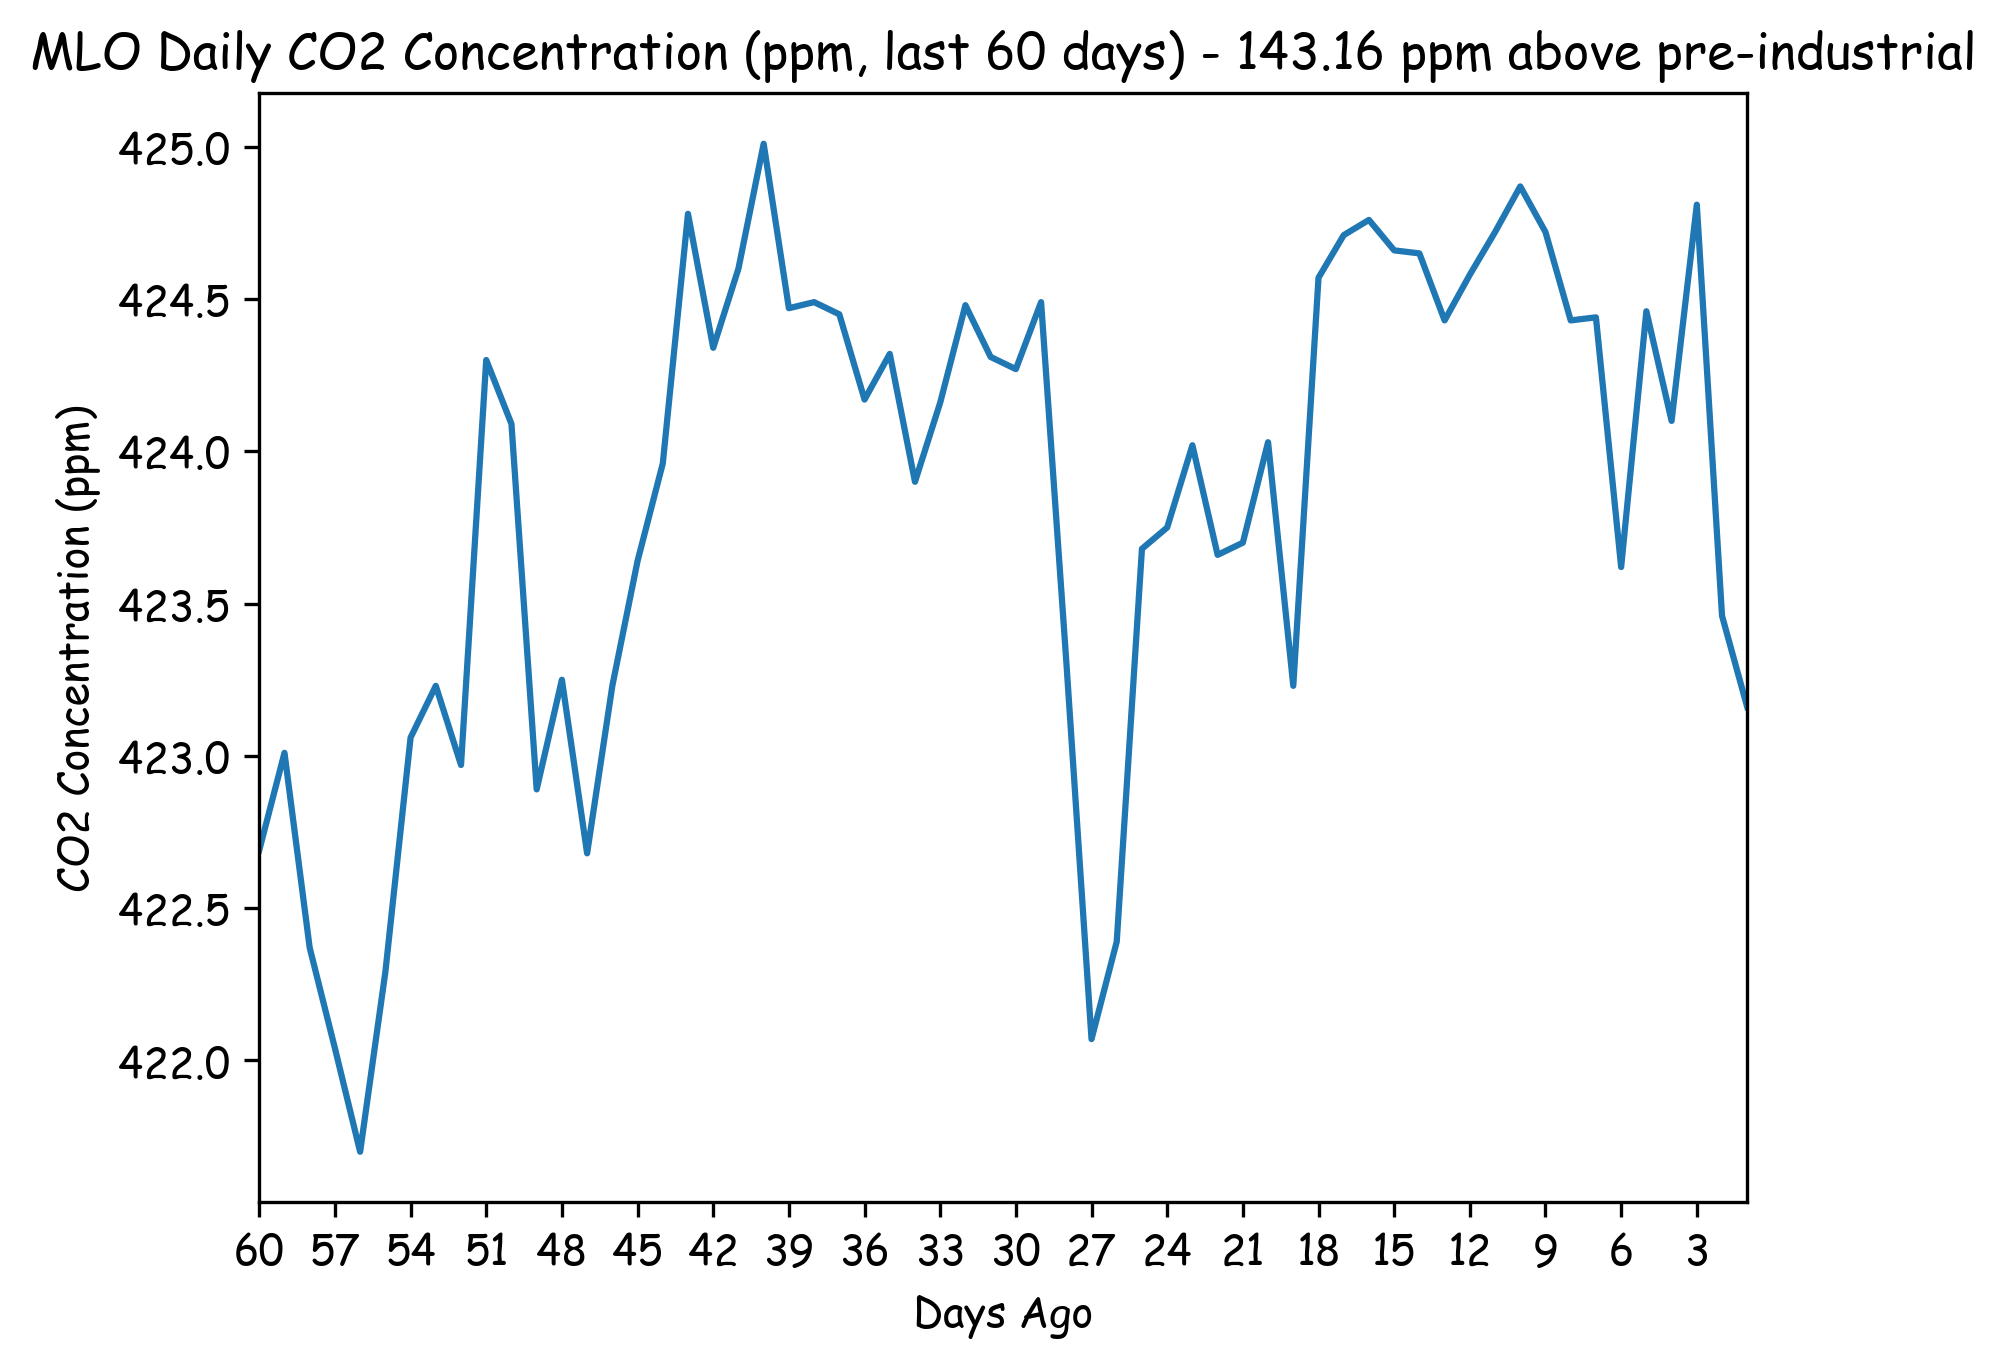 MLO Daily CO2 Concentration (ppm, last 60 days) - 143.16 ppm above pre-industrial
425.0
424.5
424.0
423.5
423.0
422.5
422.0
CO2 Concentration (ppm)
60 57 54 51 48 45 42 39 36 33 30 27 24 21 18 15 12 9 6 3
Days Ago